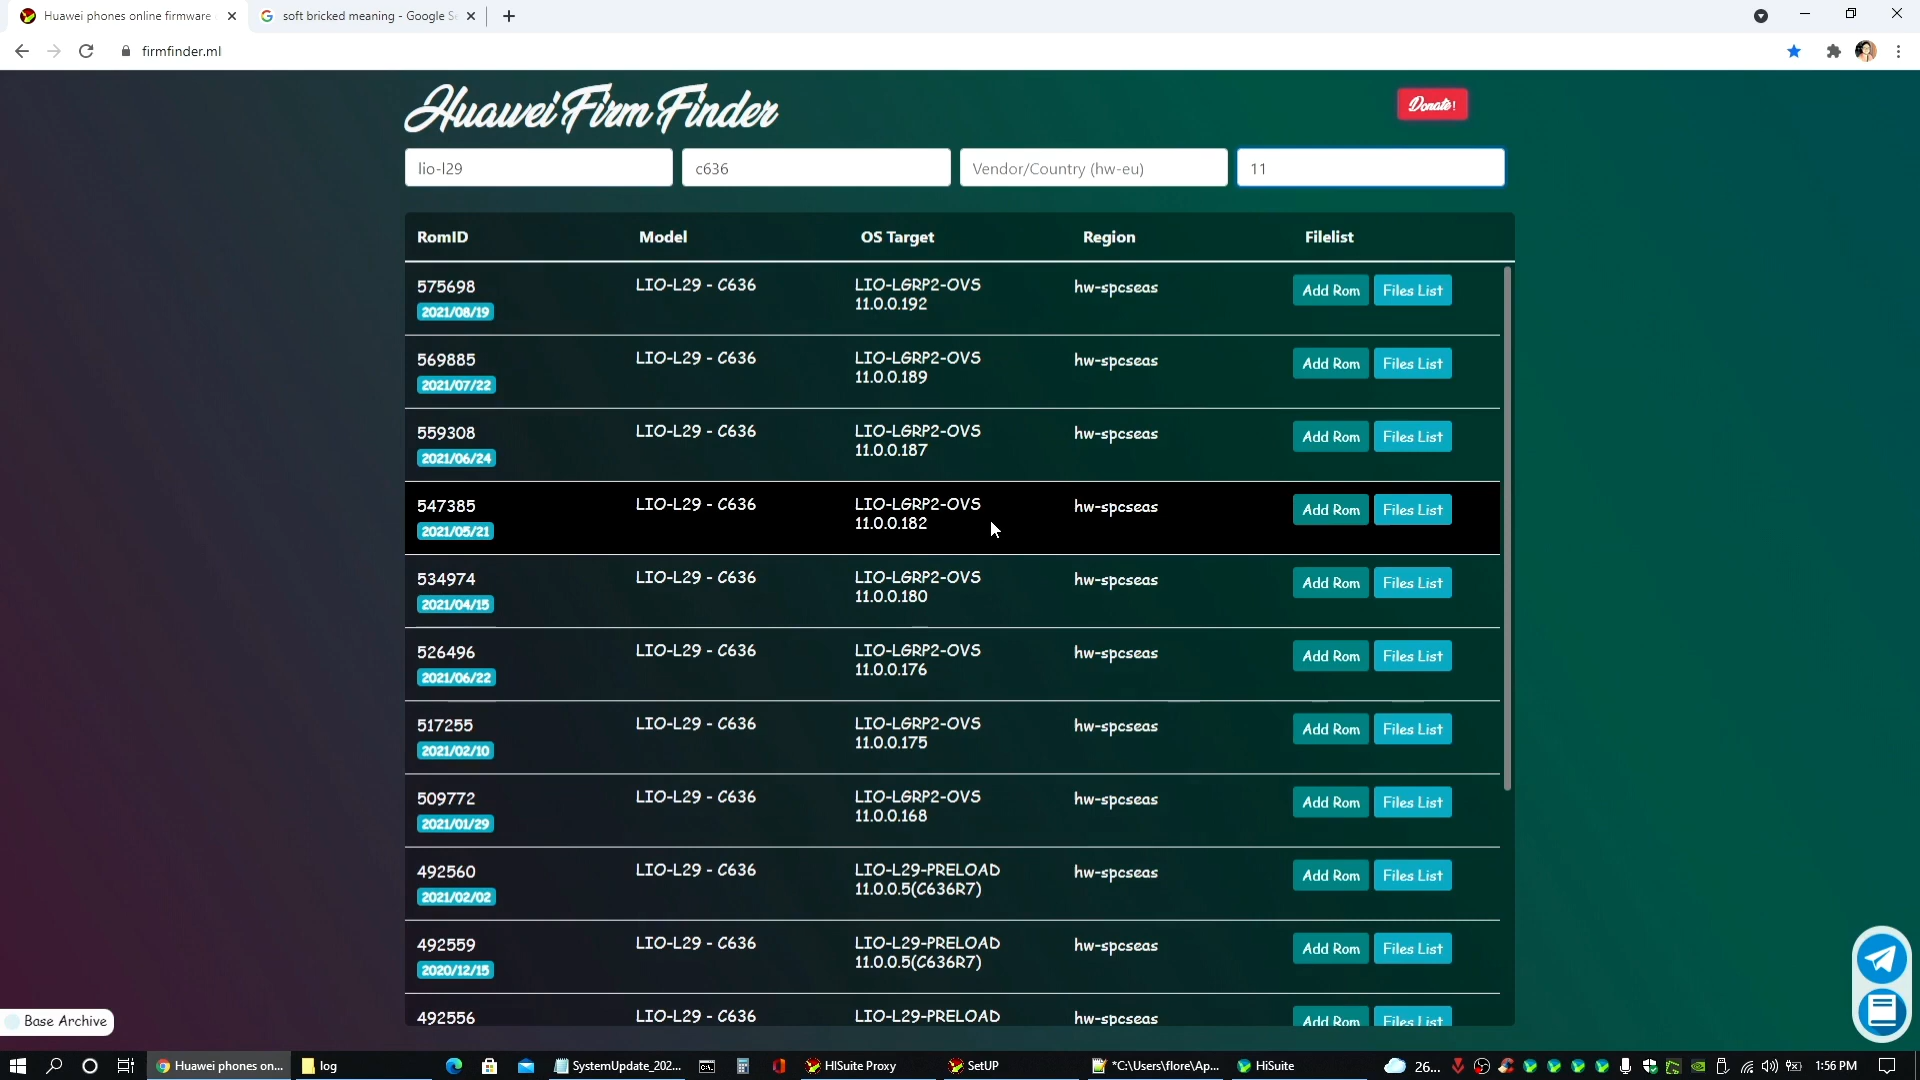 Huawei phones online firmware
soft bricked meaning - Google Se
firmfinder.ml
Huawei Firm Finder
Donate!
lio-l29
c636
Vendor/Country (hw-eu)
11
RomID Model OS Target Region Filelist
575698 LIO-L29 - C636 LIO-LGRP2-OVS hw-spcseas Add Rom Files List
2021/08/19 11.0.0.192
569885 LIO-L29 - C636 LIO-LGRP2-OVS hw-spcseas Add Rom Files List
2021/07/22 11.0.0.189
559308 LIO-L29 - C636 LIO-LGRP2-OVS hw-spcseas Add Rom Files List
2021/06/24 11.0.0.187
547385 LIO-L29 - C636 LIO-LGRP2-OVS hw-spcseas Add Rom Files List
2021/05/21 11.0.0.182
534974 LIO-L29 - C636 LIO-LGRP2-OVS hw-spcseas Add Rom Files List
2021/04/15 11.0.0.180
526496 LIO-L29 - C636 LIO-LGRP2-OVS hw-spcseas Add Rom Files List
2021/06/22 11.0.0.176
517255 LIO-L29 - C636 LIO-LGRP2-OVS hw-spcseas Add Rom Files List
2021/02/10 11.0.0.175
509772 LIO-L29 - C636 LIO-LGRP2-OVS hw-spcseas Add Rom Files List
2021/01/29 11.0.0.168
492560 LIO-L29 - C636 LIO-L29-PRELOAD hw-spcseas Add Rom Files List
2021/02/02 11.0.0.5(C636R7)
492559 LIO-L29 - C636 LIO-L29-PRELOAD hw-spcseas Add Rom Files List
2020/12/15 11.0.0.5(C636R7)
492556 LIO-L29 - C636 LIO-L29-PRELOAD hw-spcseas Add Rom Files List
Base Archive
Huawei phones on...
log
SystemUpdate_202...
HISuite Proxy
SetUP
*C:\Users\flore\Ap...
HiSuite
26...
1:56 PM